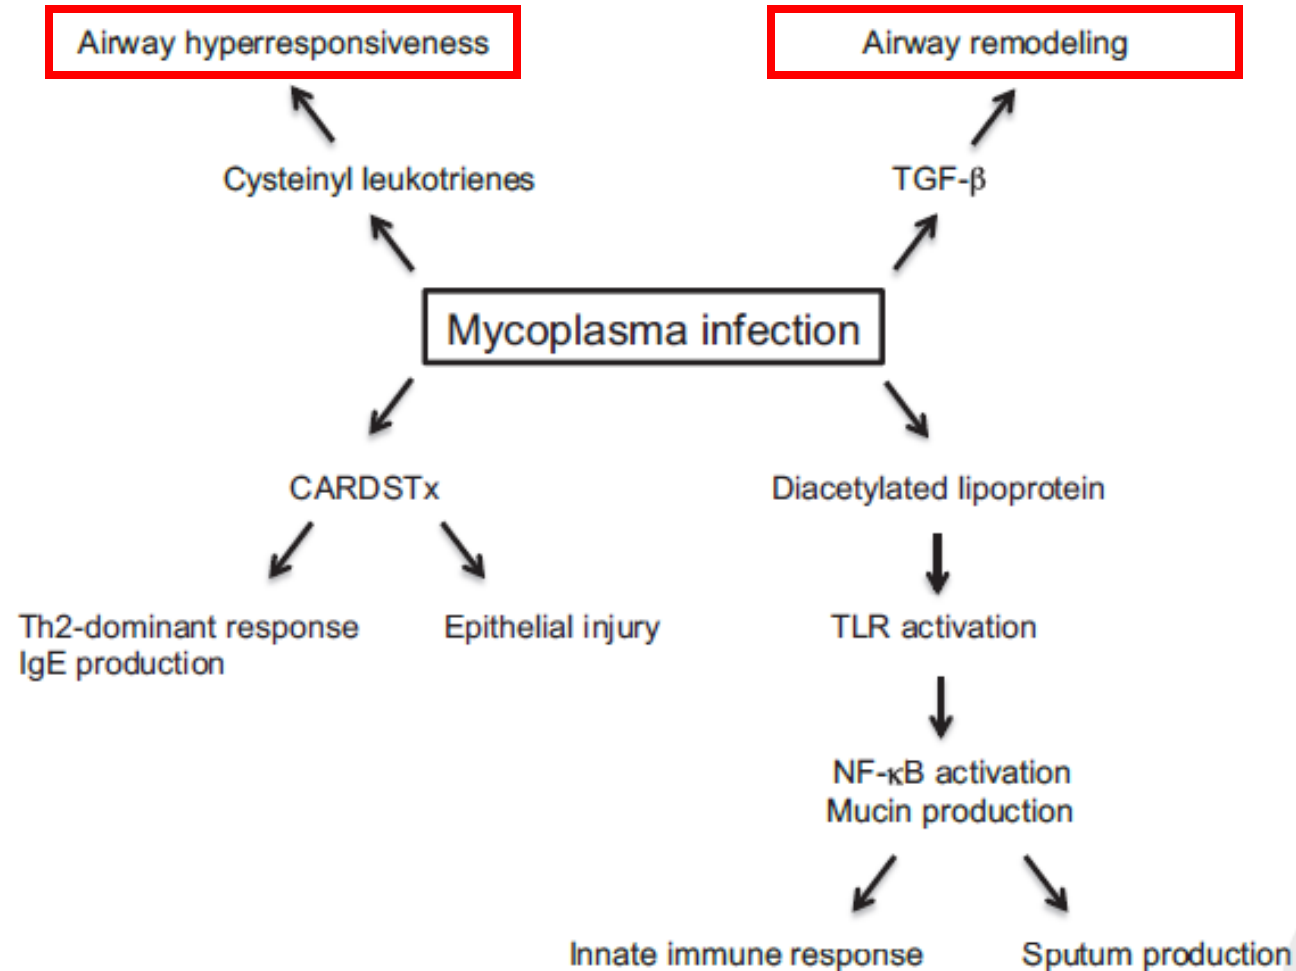 Airway hyperresponsiveness
Airway remodeling
Cysteinyl leukotrienes
TGF-β
Mycoplasma infection
CARDSTx
Diacetylated lipoprotein
Th2-dominant response
IgE production
Epithelial injury
TLR activation
NF-κB activation
Mucin production
Innate immune response
Sputum production